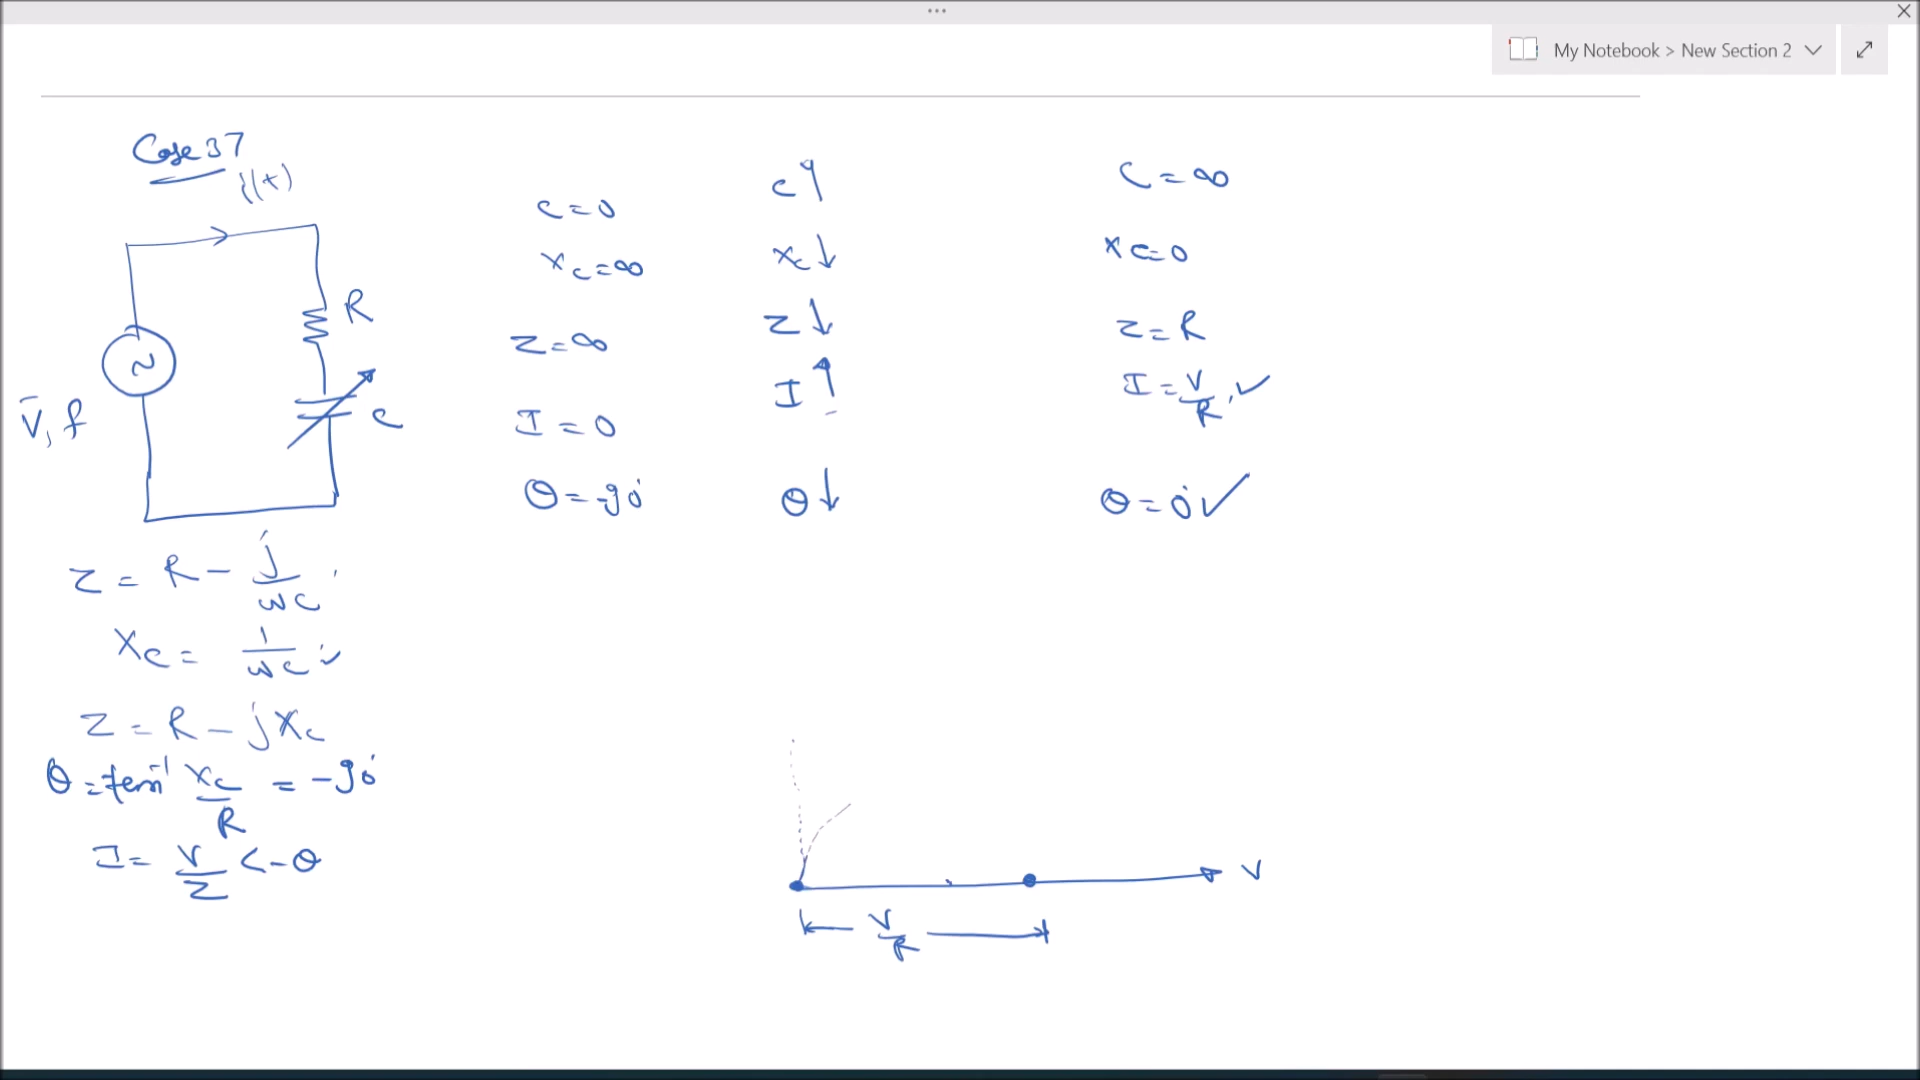 My Notebook > New Section 2
Case 37
i(t)
R
C
V, f
Z = R - j/ωC
Xc = 1/ωC
Z = R - jXc
θ = tan⁻¹ Xc/R = -90°
I = V/Z <-θ
C = 0
Xc = ∞
Z = ∞
I = 0
θ = -90°
C↑
Xc↓
Z↓
I↑
θ↓
C = ∞
Xc = 0
Z = R
I = V/R ✓
θ = 0° ✓
V
V/R